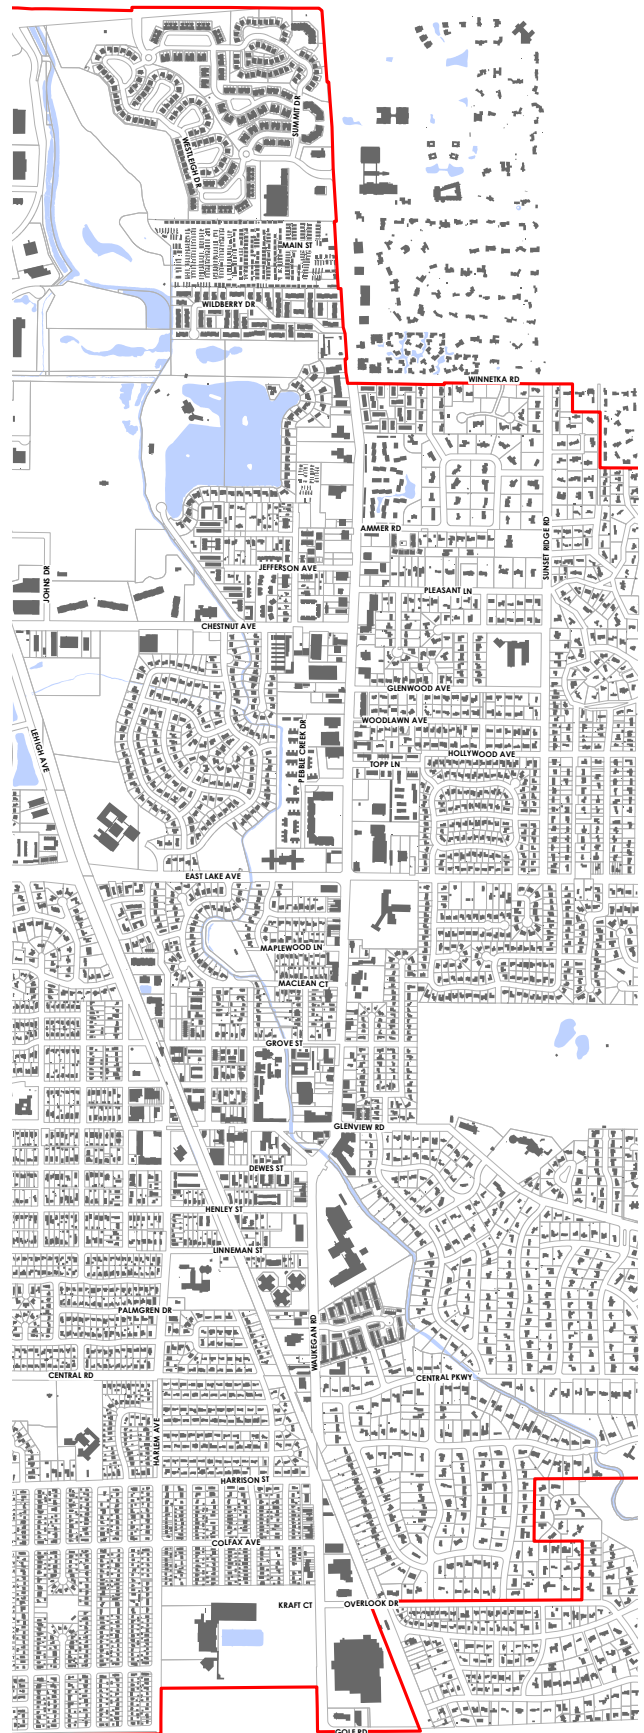 SUMMIT DR
WESTLEIGH DR
MAIN ST
WILDBERRY DR
WINNETKA RD
AMMER RD
SUNSET RIDGE RD
JEFFERSON AVE
JOHNS DR
PLEASANT LN
CHESTNUT AVE
GLENWOOD AVE
WOODLAWN AVE
PEBBLE CREEK DR
LEHIGH AVE
HOLLYWOOD AVE
TOPP LN
EAST LAKE AVE
MAPLEWOOD LN
MACLEAN CT
GROVE ST
GLENVIEW RD
DEWES ST
HENLEY ST
LINNEMAN ST
PALMGREN DR
WAUKEGAN RD
CENTRAL RD
CENTRAL PKWY
HARLEM AVE
HARRISON ST
COLFAX AVE
KRAFT CT
OVERLOOK DR
GOLF RD